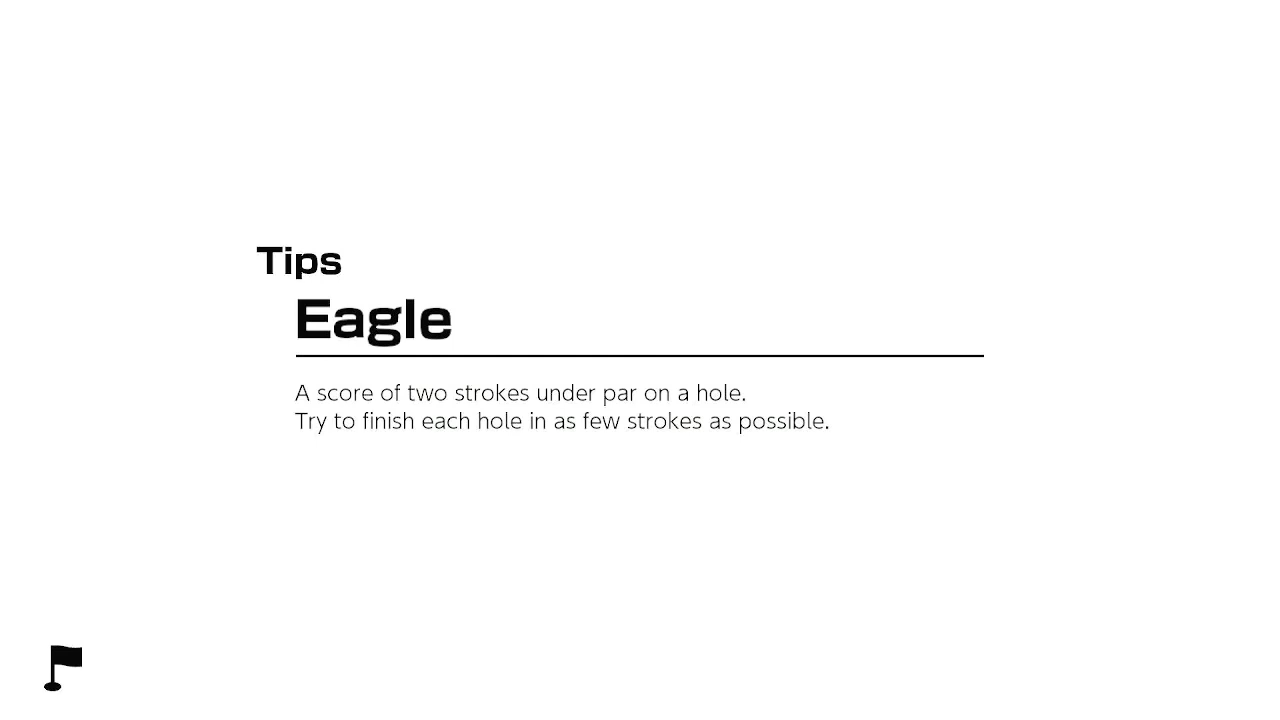 Tips
Eagle
A score of two strokes under par on a hole.
Try to finish each hole in as few strokes as possible.